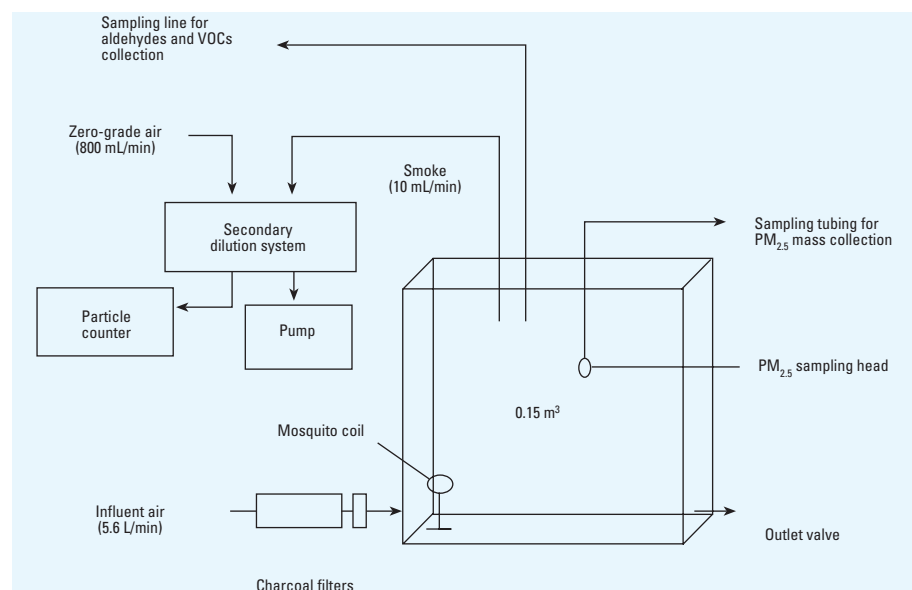 Sampling line for
aldehydes and VOCs
collection
Zero-grade air
(800 mL/min)
Smoke
(10 mL/min)
Secondary
dilution system
Sampling tubing for
PM2.5 mass collection
Particle
counter
Pump
PM2.5 sampling head
0.15 m³
Mosquito coil
Influent air
(5.6 L/min)
Outlet valve
Charcoal filters